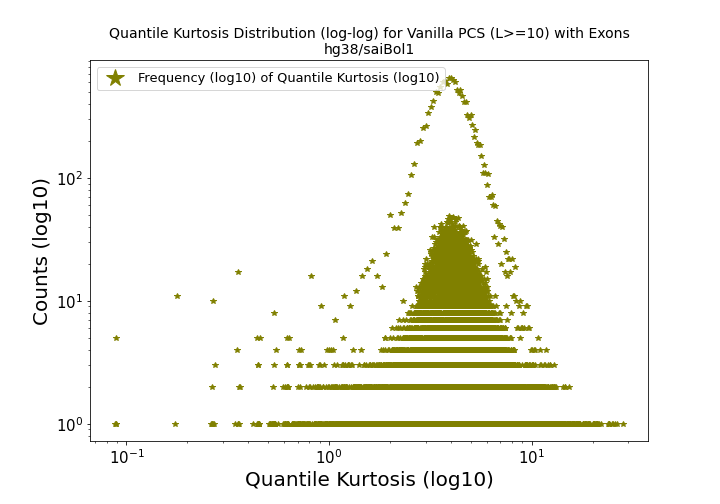 Quantile Kurtosis Distribution (log-log) for Vanilla PCS (L>=10) with Exons
hg38/saiBol1
Frequency (log10) of Quantile Kurtosis (log10)
Counts (log10)
10²
10¹
10⁰
10⁻¹ 10⁰ 10¹
Quantile Kurtosis (log10)